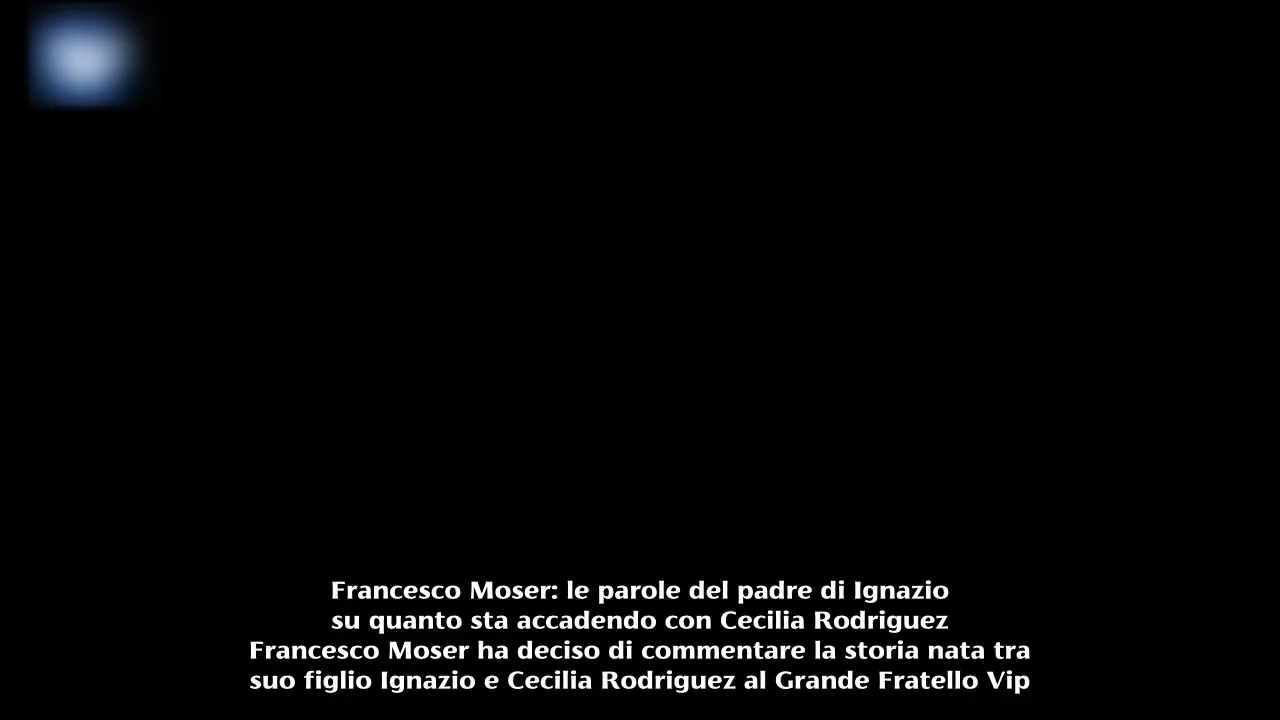 Francesco Moser: le parole del padre di Ignazio
su quanto sta accadendo con Cecilia Rodriguez
Francesco Moser ha deciso di commentare la storia nata tra
suo figlio Ignazio e Cecilia Rodriguez al Grande Fratello Vip